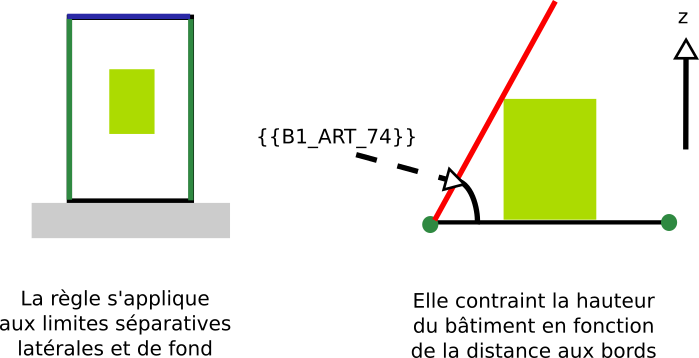 z
{{B1_ART_74}}
La règle s'applique
aux limites séparatives
latérales et de fond
Elle contraint la hauteur
du bâtiment en fonction
de la distance aux bords